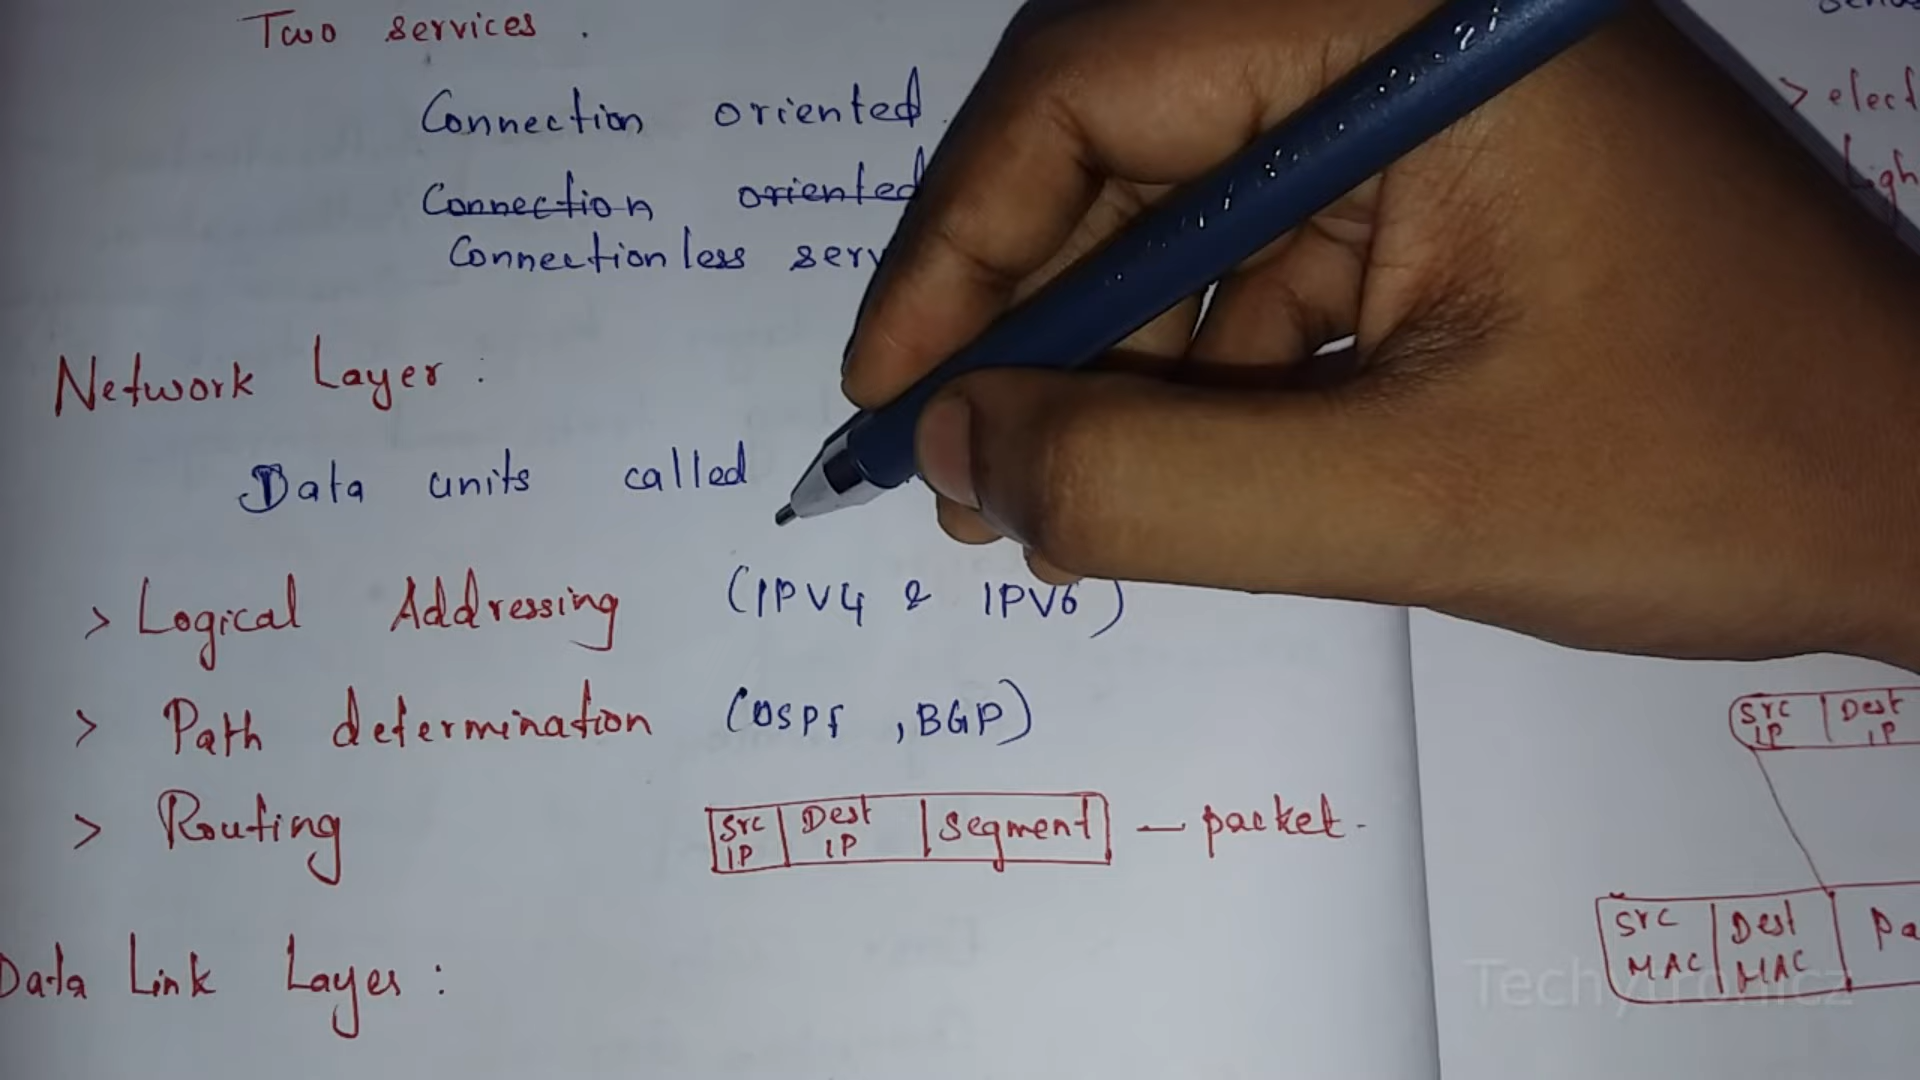 Two services.
Connection oriented
Connection oriented
Connectionless
Network Layer:
Data units called
> Logical Addressing (IPV4 & IPV6)
> Path determination (OSPF, BGP)
> Routing
Src IP | Dest IP | Segment — packet.
Data Link Layer:
> elect
Src IP | Dest IP
Src MAC | Dest MAC | Pa
Techytronicz